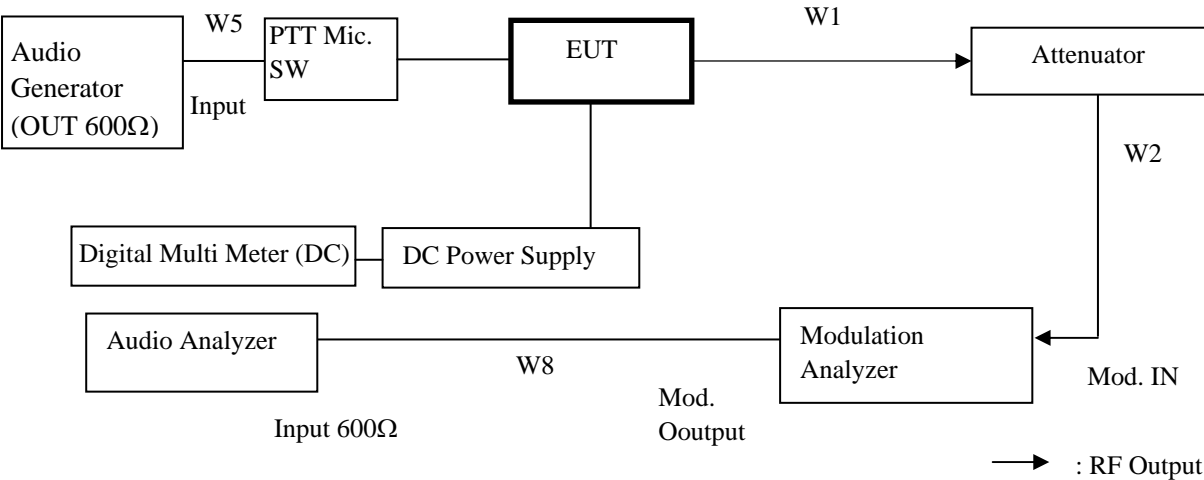 W5
W1
Audio
Generator
(OUT 600Ω)
Input
PTT Mic.
SW
EUT
Attenuator
W2
Digital Multi Meter (DC)
DC Power Supply
Audio Analyzer
W8
Modulation
Analyzer
Mod. IN
Mod.
Ooutput
Input 600Ω
: RF Output